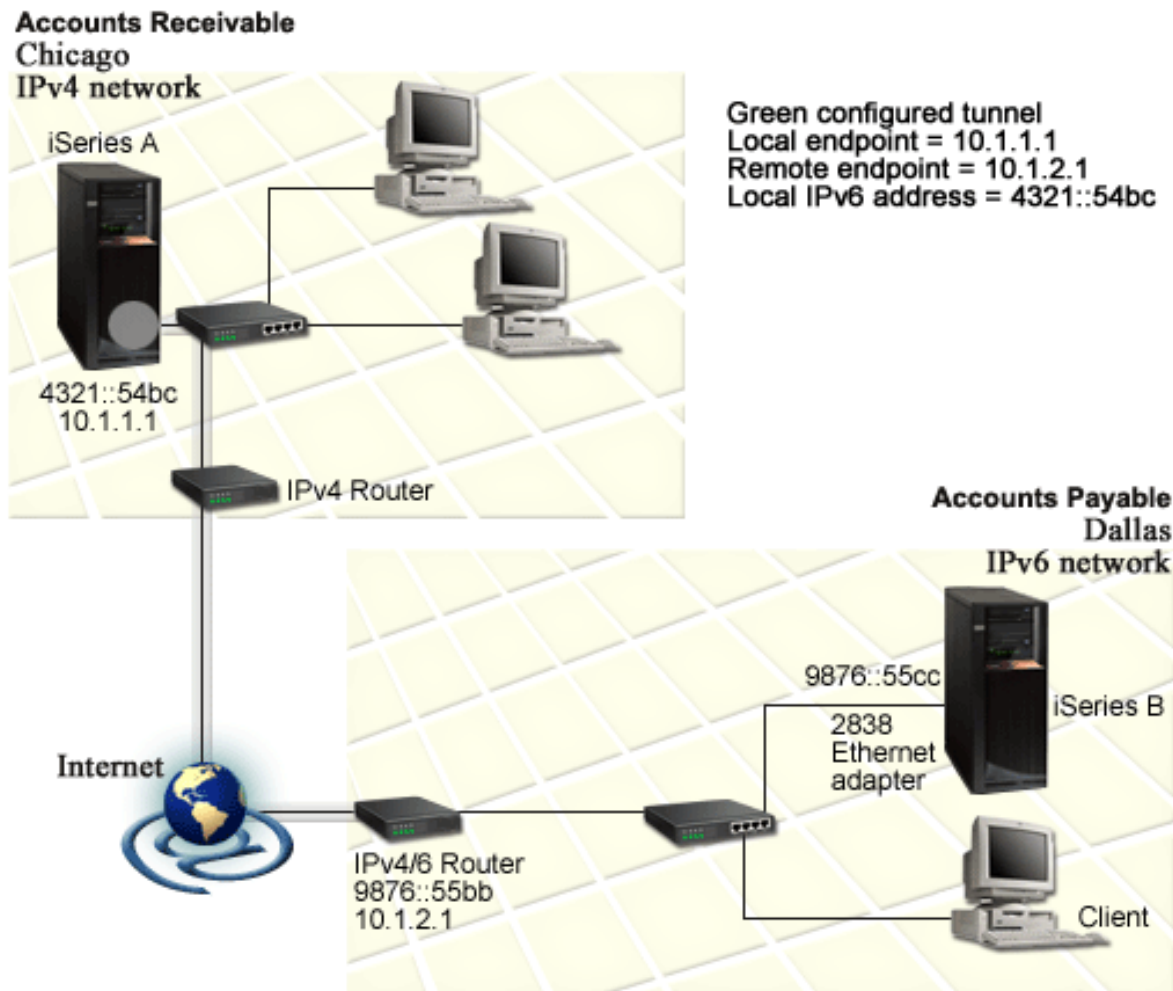 Accounts Receivable
Chicago
IPv4 network
iSeries A
Green configured tunnel
Local endpoint = 10.1.1.1
Remote endpoint = 10.1.2.1
Local IPv6 address = 4321::54bc
4321::54bc
10.1.1.1
IPv4 Router
Accounts Payable
Dallas
IPv6 network
9876::55cc
iSeries B
2838
Ethernet
adapter
Internet
IPv4/6 Router
9876::55bb
10.1.2.1
Client